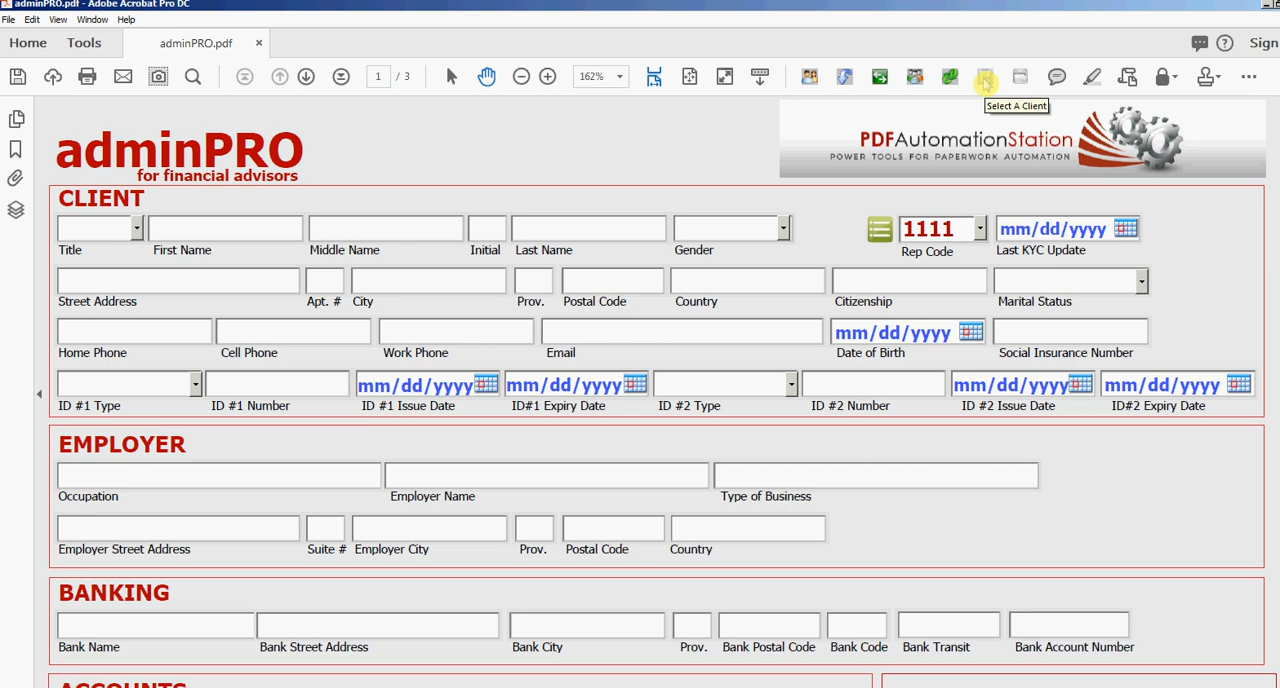 adminPRO.pdf - Adobe Acrobat Pro DC
File Edit View Window Help
Home Tools adminPRO.pdf × Sign
1 / 3 162%
Select A Client
adminPRO
for financial advisors
PDFAutomationStation
POWER TOOLS FOR PAPERWORK AUTOMATION
CLIENT
1111 mm/dd/yyyy
Title First Name Middle Name Initial Last Name Gender Rep Code Last KYC Update
Street Address Apt. # City Prov. Postal Code Country Citizenship Marital Status
mm/dd/yyyy
Home Phone Cell Phone Work Phone Email Date of Birth Social Insurance Number
mm/dd/yyyy mm/dd/yyyy mm/dd/yyyy mm/dd/yyyy
ID #1 Type ID #1 Number ID #1 Issue Date ID#1 Expiry Date ID #2 Type ID #2 Number ID #2 Issue Date ID#2 Expiry Date
EMPLOYER
Occupation Employer Name Type of Business
Employer Street Address Suite # Employer City Prov. Postal Code Country
BANKING
Bank Name Bank Street Address Bank City Prov. Bank Postal Code Bank Code Bank Transit Bank Account Number
ACCOUNTS